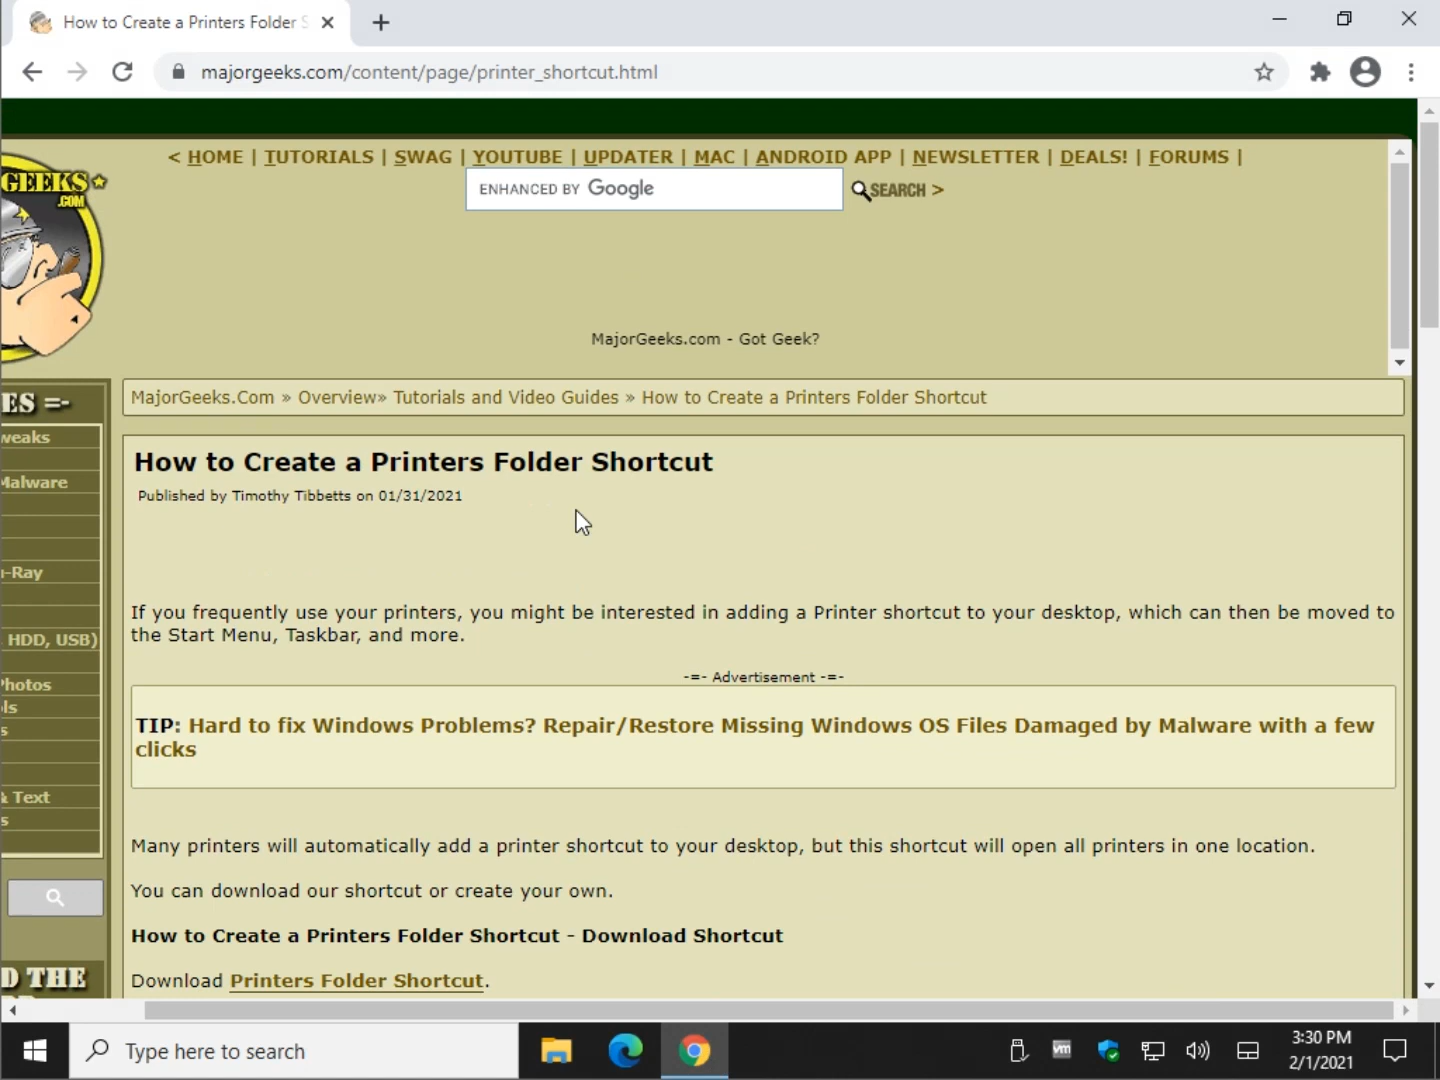 How to Create a Printers Folder S
majorgeeks.com/content/page/printer_shortcut.html
GEEKS
.COM
< HOME | TUTORIALS | SWAG | YOUTUBE | UPDATER | MAC | ANDROID APP | NEWSLETTER | DEALS! | FORUMS |
ENHANCED BY Google
SEARCH >
MajorGeeks.com - Got Geek?
ES =-
weaks
Malware
-Ray
HDD, USB)
Photos
ls
s
& Text
s
D THE
MajorGeeks.Com » Overview» Tutorials and Video Guides » How to Create a Printers Folder Shortcut
How to Create a Printers Folder Shortcut
Published by Timothy Tibbetts on 01/31/2021
If you frequently use your printers, you might be interested in adding a Printer shortcut to your desktop, which can then be moved to
the Start Menu, Taskbar, and more.
-=- Advertisement -=-
TIP: Hard to fix Windows Problems? Repair/Restore Missing Windows OS Files Damaged by Malware with a few
clicks
Many printers will automatically add a printer shortcut to your desktop, but this shortcut will open all printers in one location.
You can download our shortcut or create your own.
How to Create a Printers Folder Shortcut - Download Shortcut
Download Printers Folder Shortcut.
Type here to search
vm
3:30 PM
2/1/2021